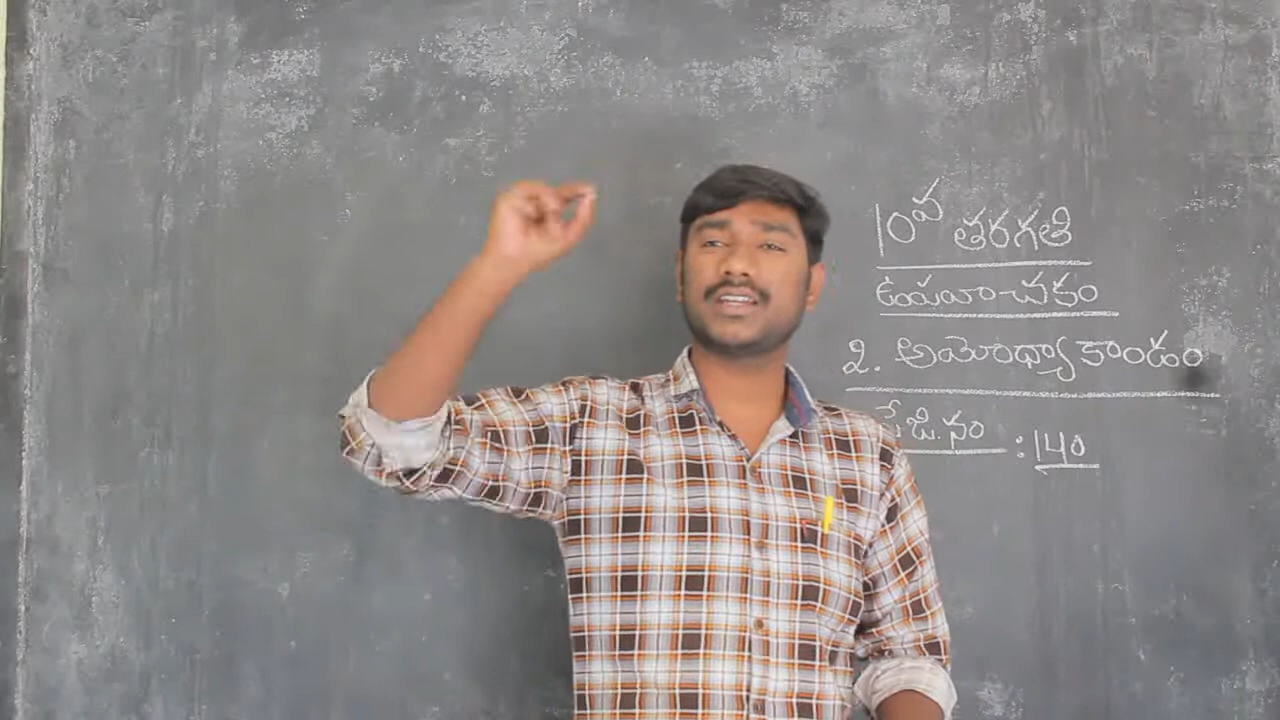 10వ తరగతి
ఉపవాచకం
2. అయోధ్యాకాండం
పేజి.నం : 140